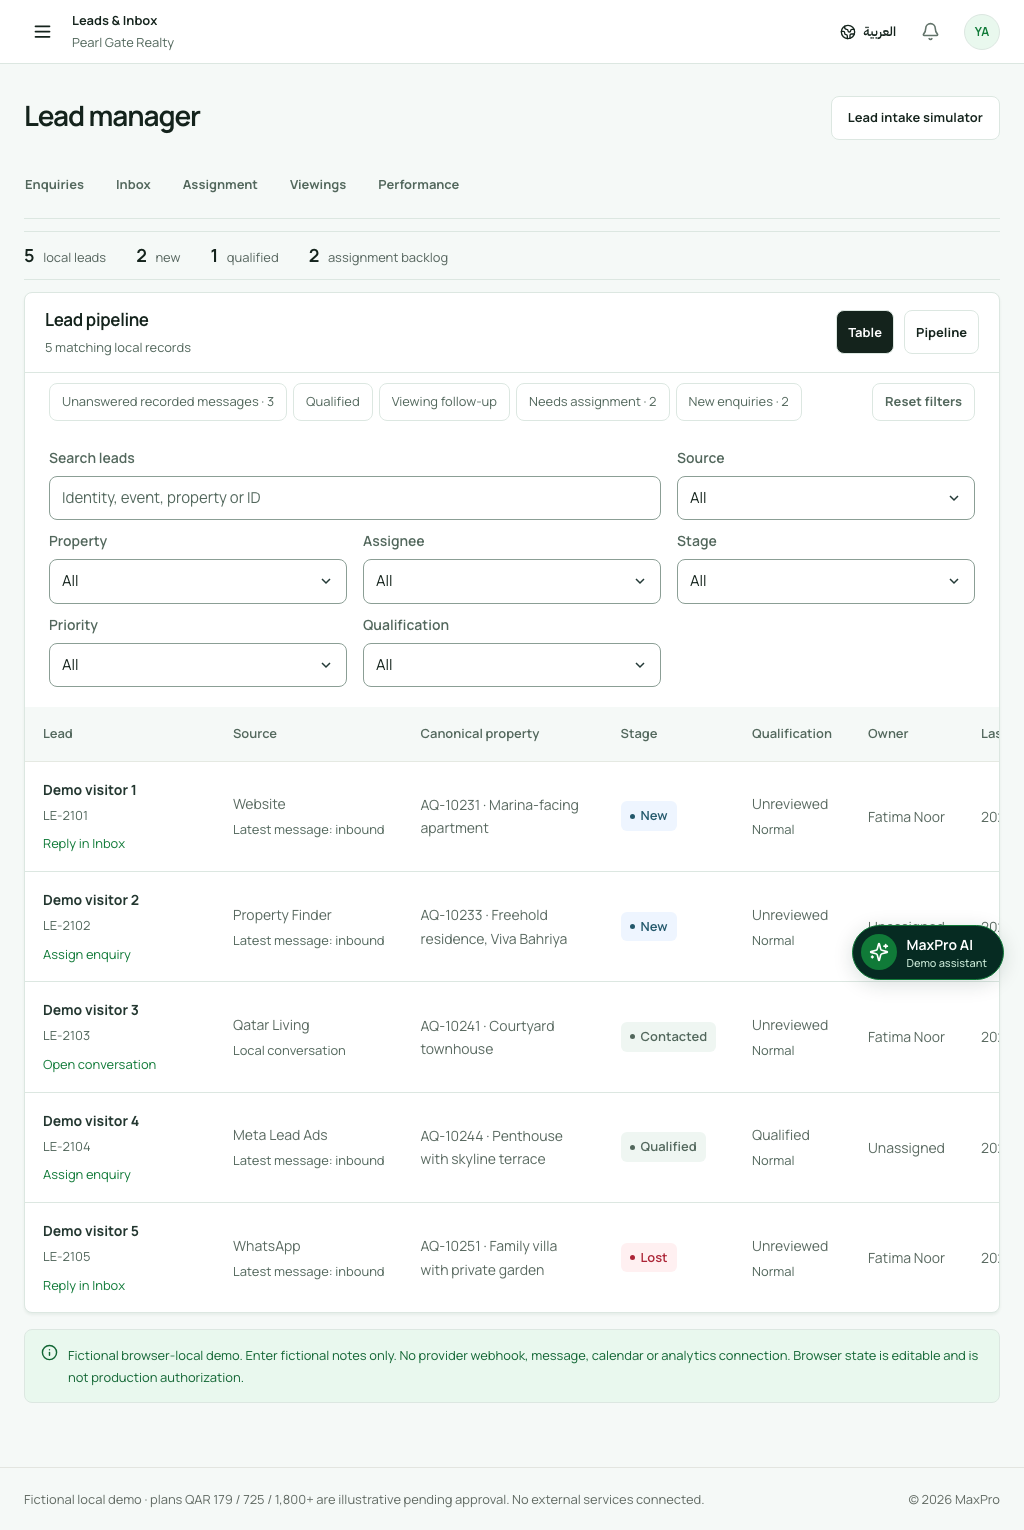 Leads & Inbox
Pearl Gate Realty
العربية
YA
Lead manager
Lead intake simulator
Enquiries Inbox Assignment Viewings Performance
5 local leads 2 new 1 qualified 2 assignment backlog
Lead pipeline
5 matching local records
Table Pipeline
Unanswered recorded messages · 3 Qualified Viewing follow-up Needs assignment · 2 New enquiries · 2 Reset filters
Search leads Source
Identity, event, property or ID All
Property Assignee Stage
All All All
Priority Qualification
All All
Lead Source Canonical property Stage Qualification Owner
Demo visitor 1
LE-2101
Reply in Inbox
Website
Latest message: inbound
AQ-10231 · Marina-facing
apartment
New
Unreviewed
Normal
Fatima Noor
Demo visitor 2
LE-2102
Assign enquiry
Property Finder
Latest message: inbound
AQ-10233 · Freehold
residence, Viva Bahriya
New
Unreviewed
Normal
MaxPro AI
Demo assistant
Demo visitor 3
LE-2103
Open conversation
Qatar Living
Local conversation
AQ-10241 · Courtyard
townhouse
Contacted
Unreviewed
Normal
Fatima Noor
Demo visitor 4
LE-2104
Assign enquiry
Meta Lead Ads
Latest message: inbound
AQ-10244 · Penthouse
with skyline terrace
Qualified
Qualified
Normal
Unassigned
Demo visitor 5
LE-2105
Reply in Inbox
WhatsApp
Latest message: inbound
AQ-10251 · Family villa
with private garden
Lost
Unreviewed
Normal
Fatima Noor
Fictional browser-local demo. Enter fictional notes only. No provider webhook, message, calendar or analytics connection. Browser state is editable and is
not production authorization.
Fictional local demo · plans QAR 179 / 725 / 1,800+ are illustrative pending approval. No external services connected.
© 2026 MaxPro